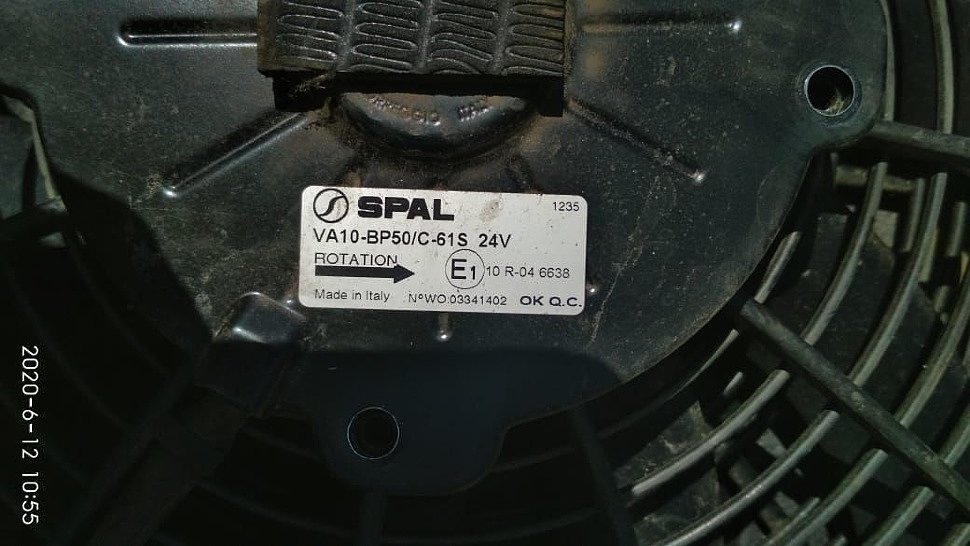 SPAL
1235
VA10-BP50/C-61S 24V
ROTATION
E1 10 R-04 6638
Made in Italy NºWO:03341402 OK Q.C.
2020-6-12 10:55